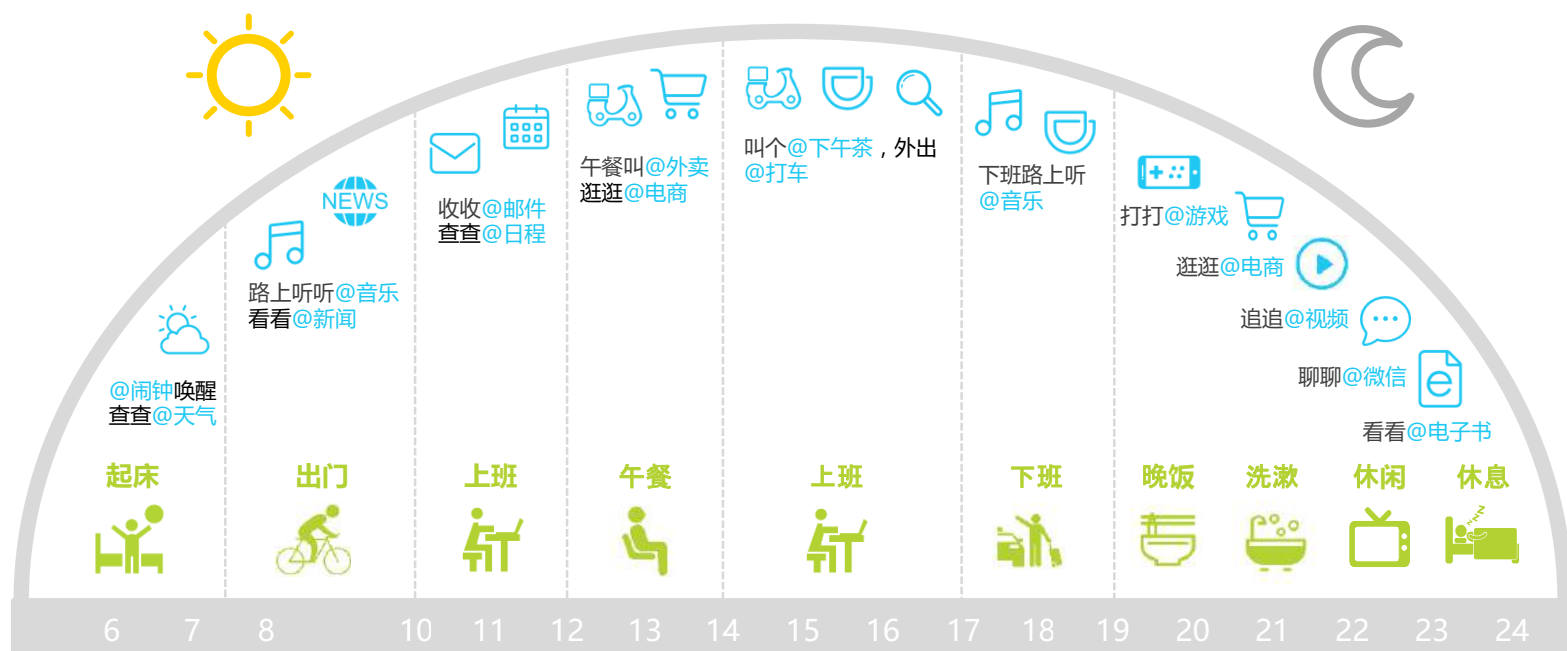 NEWS
@闹钟唤醒
查查@天气
路上听听@音乐
看看@新闻
收收@邮件
查查@日程
午餐叫@外卖
逛逛@电商
叫个@下午茶，外出
@打车
下班路上听
@音乐
打打@游戏
逛逛@电商
追追@视频
聊聊@微信
看看@电子书
起床 出门 上班 午餐 上班 下班 晚饭 洗漱 休闲 休息
6 7 8 10 11 12 13 14 15 16 17 18 19 20 21 22 23 24